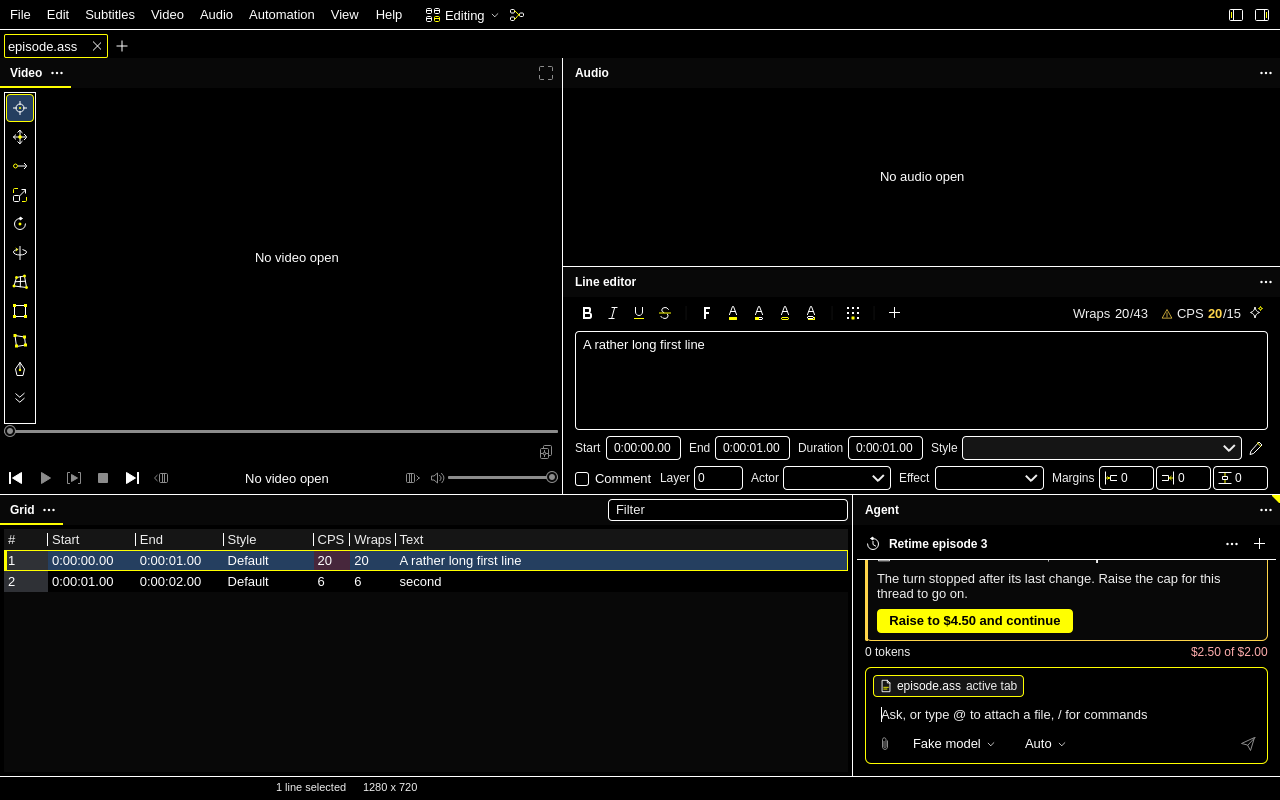 File Edit Subtitles Video Audio Automation View Help Editing
episode.ass
Video
Audio
No video open
No audio open
Line editor
Wraps 20/43 CPS 20/15
A rather long first line
Start 0:00:00.00 End 0:00:01.00 Duration 0:00:01.00 Style
No video open
Comment Layer 0 Actor Effect Margins 0 0 0
Grid
Filter
Agent
# Start End Style CPS Wraps Text
1 0:00:00.00 0:00:01.00 Default 20 20 A rather long first line
2 0:00:01.00 0:00:02.00 Default 6 6 second
Retime episode 3
The turn stopped after its last change. Raise the cap for this
thread to go on.
Raise to $4.50 and continue
0 tokens $2.50 of $2.00
episode.ass active tab
Ask, or type @ to attach a file, / for commands
Fake model Auto
1 line selected 1280 x 720